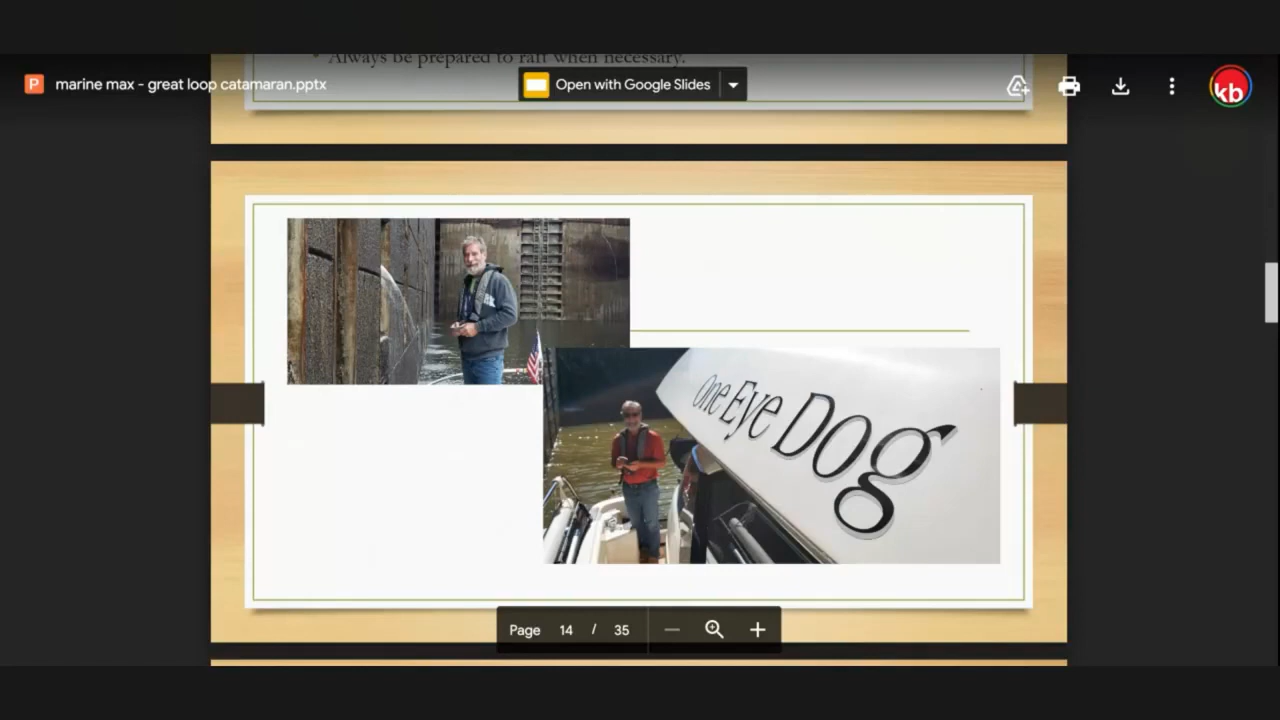 • Always be prepared to raft when necessary.
P marine max - great loop catamaran.pptx
Open with Google Slides
kb
One Eye Dog
Page 14 / 35